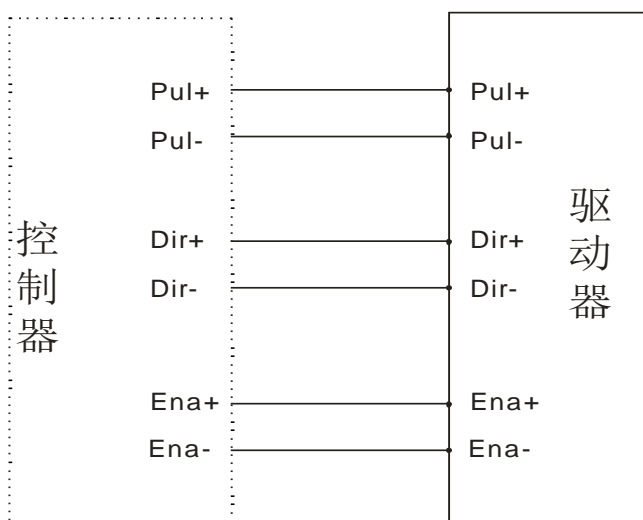 Pul+ Pul+
Pul- Pul-
Dir+ Dir+
Dir- Dir-
Ena+ Ena+
Ena- Ena-
控制器
驱动器